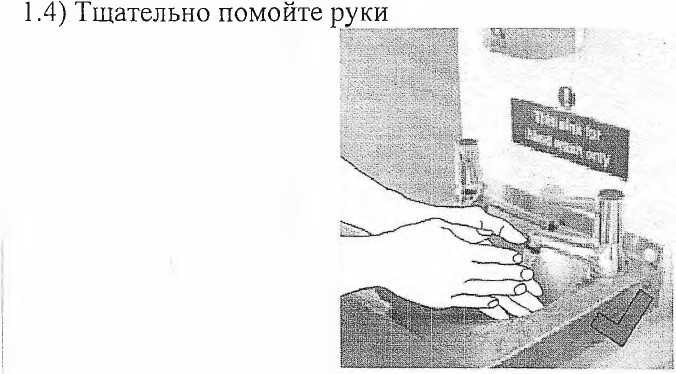 1.4) Тщательно помойте руки
This sink for
hand wash only